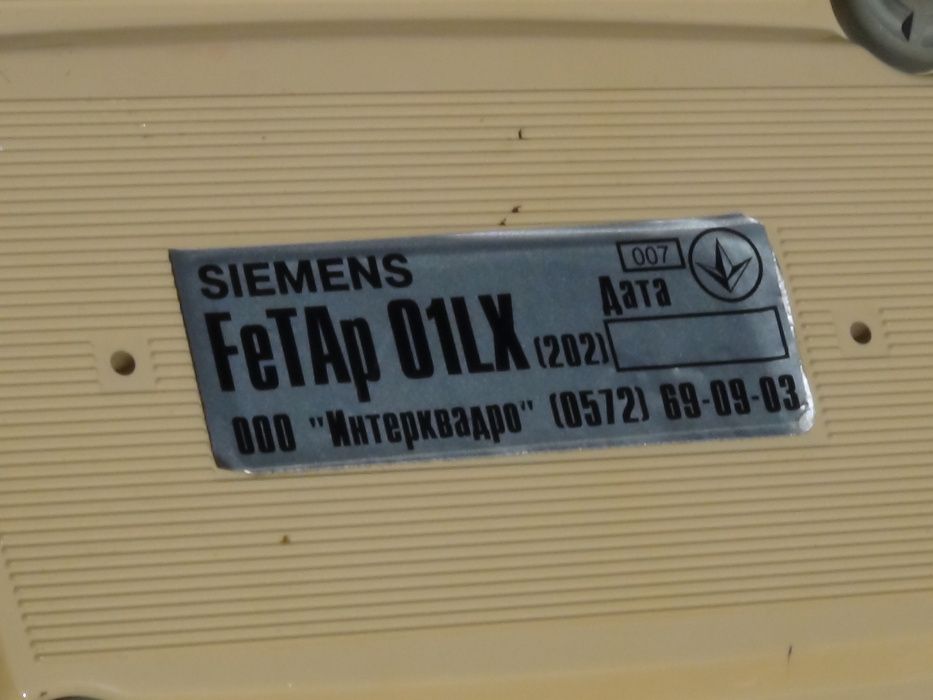 SIEMENS
007
Дата
FeTAp 01LX (202)
ООО "Интерквадро" (0572) 69-09-03